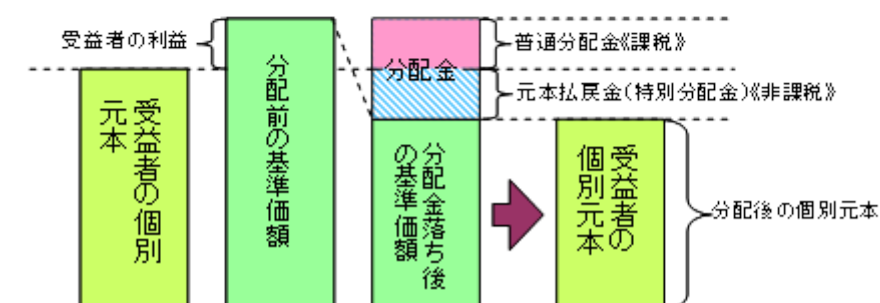 受益者の利益
受益者の個別
元本
分配前の基準価額
分配金
分配金落ち後
の基準価額
普通分配金《課税》
元本払戻金(特別分配金)《非課税》
受益者の
個別元本
分配後の個別元本